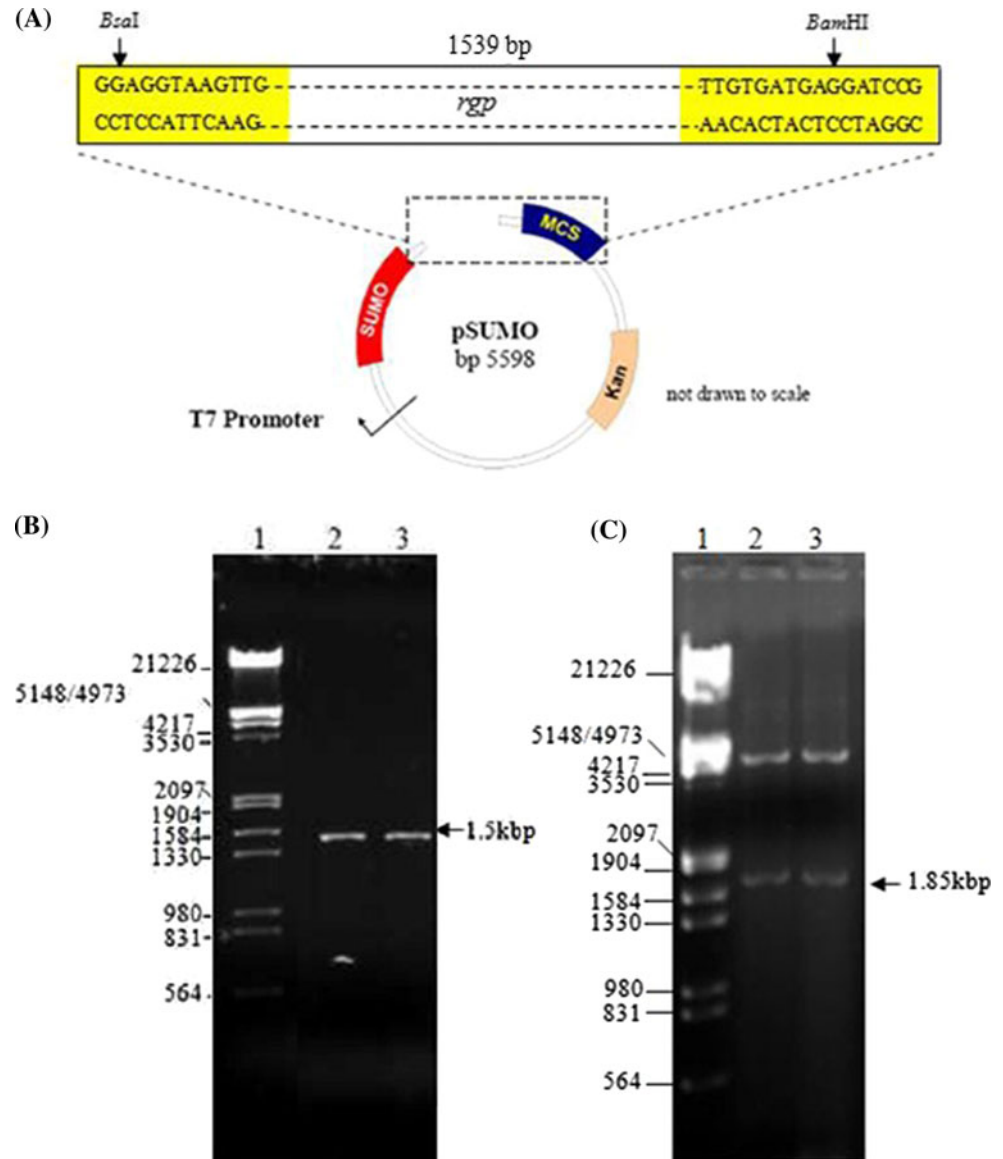 (A)
BsaI
1539 bp
BamHI
GGAGGTAAGTTG
TTGTGATGAGGATCCG
rgp
CCTCCATTCAAG
AACACTACTCCTAGGC
MCS
SUMO
pSUMO
bp 5598
Kan
not drawn to scale
T7 Promoter
(B)
1 2 3
21226
5148/4973
4217
3530
2097
1904
1584
1330
980
831
564
1.5kbp
(C)
1 2 3
21226
5148/4973
4217
3530
2097
1904
1584
1330
980
831
564
1.85kbp